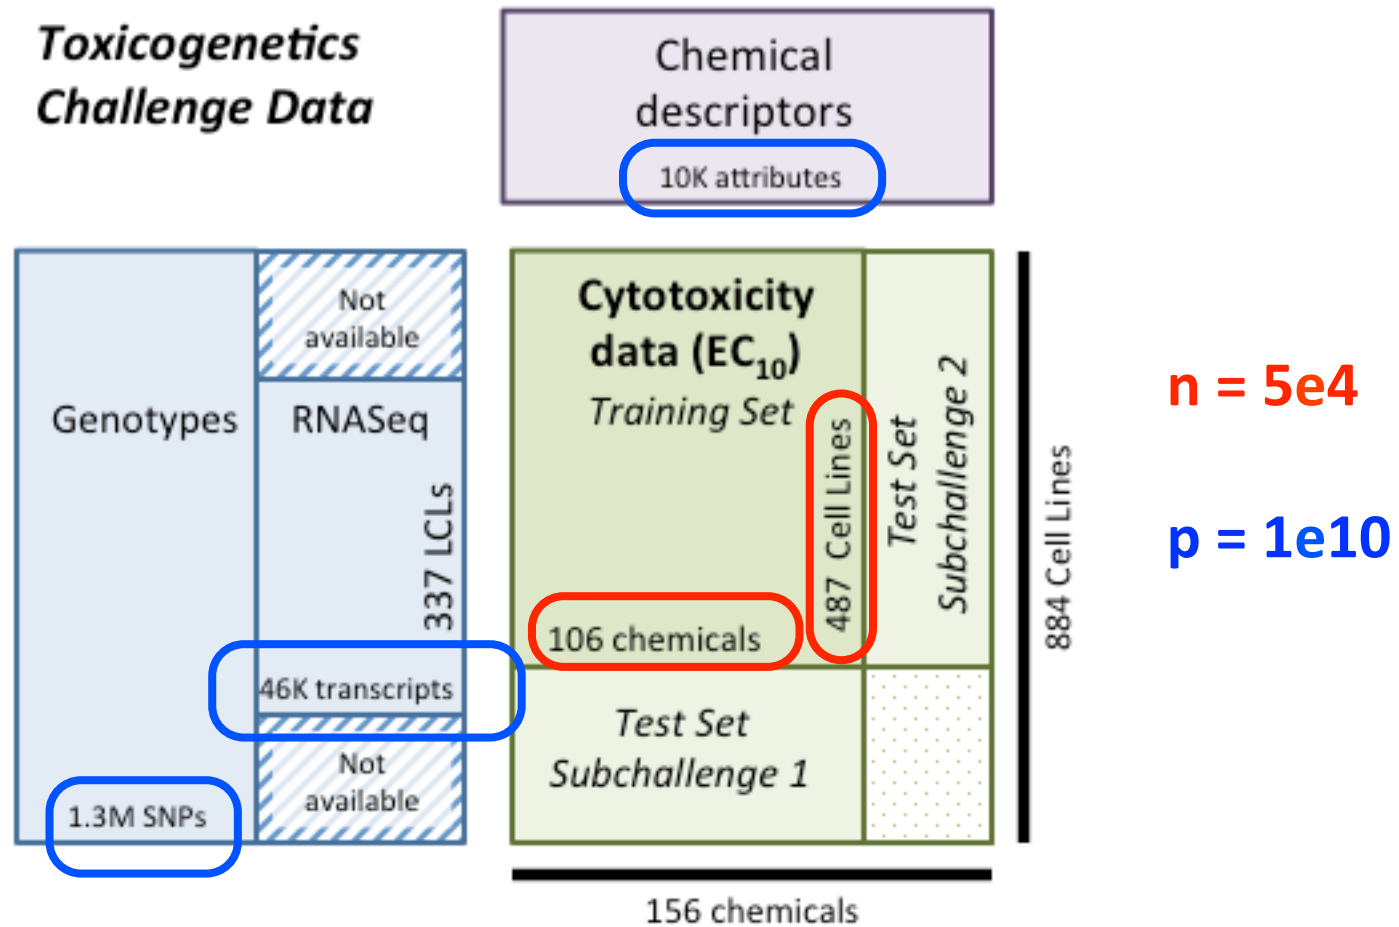 Toxicogenetics
Challenge Data
Chemical
descriptors
10K attributes
Not
available
Genotypes
RNASeq
337 LCLs
46K transcripts
Not
available
1.3M SNPs
Cytotoxicity
data (EC10)
Training Set
487 Cell Lines
106 chemicals
Test Set
Subchallenge 2
Test Set
Subchallenge 1
884 Cell Lines
156 chemicals
n = 5e4
p = 1e10